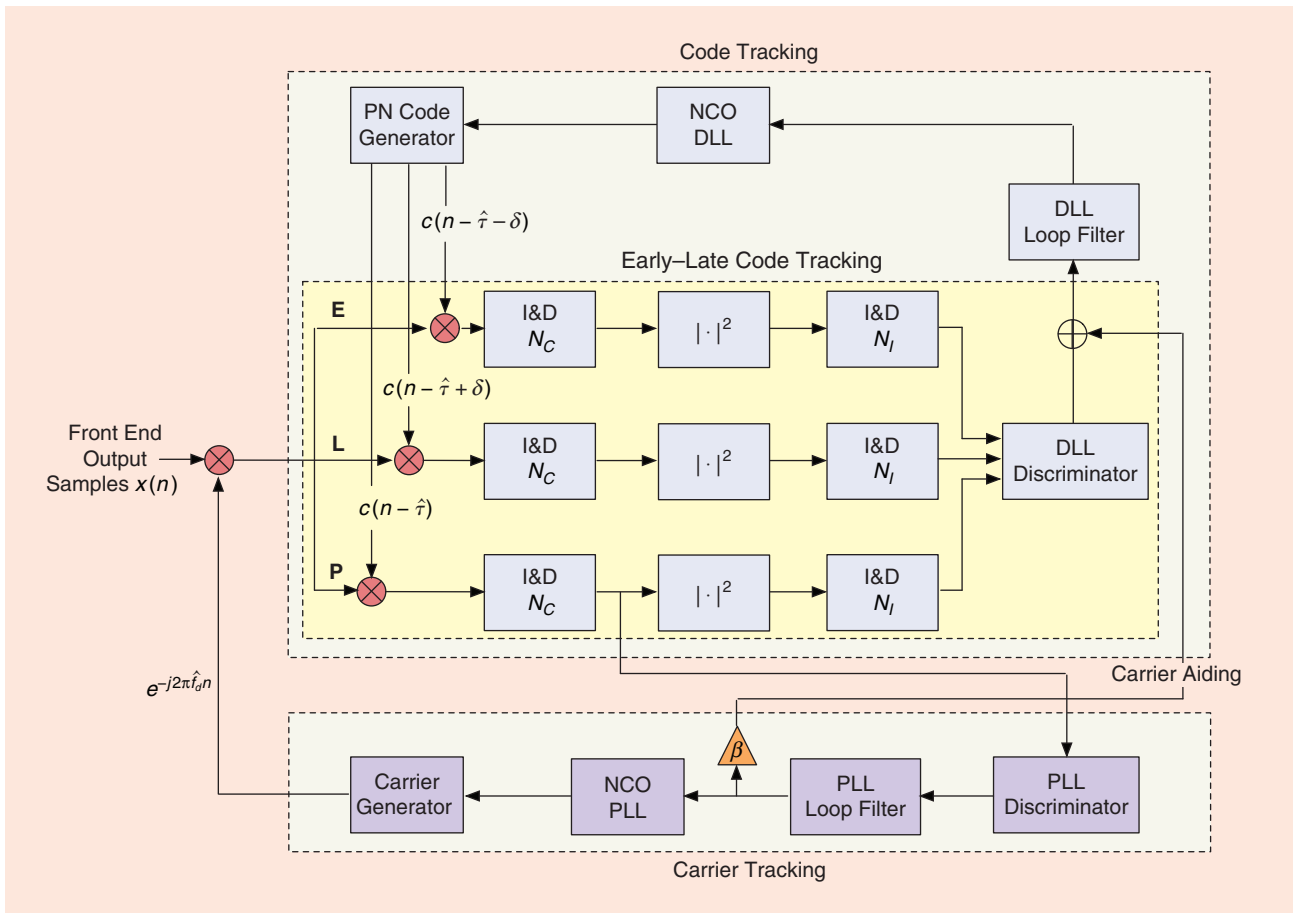 Code Tracking
PN Code
Generator
NCO
DLL
DLL
Loop Filter
c(n − τ̂ − δ)
Early–Late Code Tracking
E
I&D
N_C
| · |²
I&D
N_I
c(n − τ̂ + δ)
Front End
Output
Samples x(n)
L
I&D
N_C
| · |²
I&D
N_I
DLL
Discriminator
c(n − τ̂)
P
I&D
N_C
| · |²
I&D
N_I
e^{−j2πf̂_d n}
Carrier Aiding
β
Carrier
Generator
NCO
PLL
PLL
Loop Filter
PLL
Discriminator
Carrier Tracking